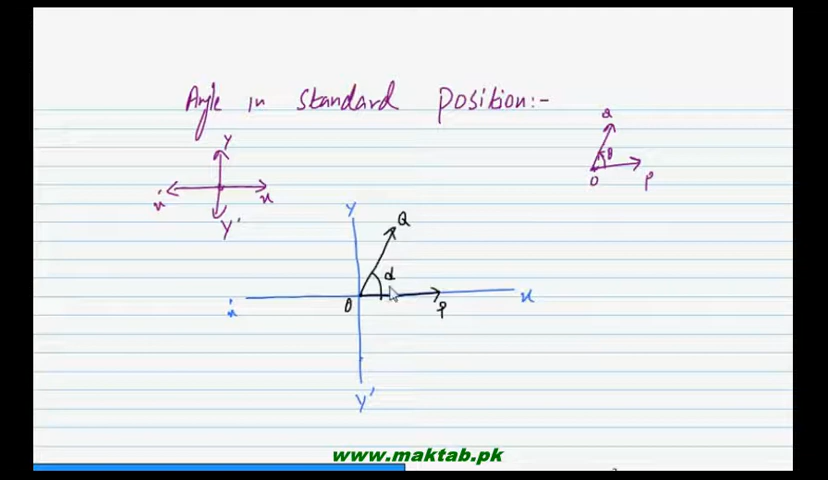 Angle in Standard Position:-
Q
θ
O
P
Y
x'
x
Y'
Y
Q
α
O
P
x'
x
Y'
www.maktab.pk